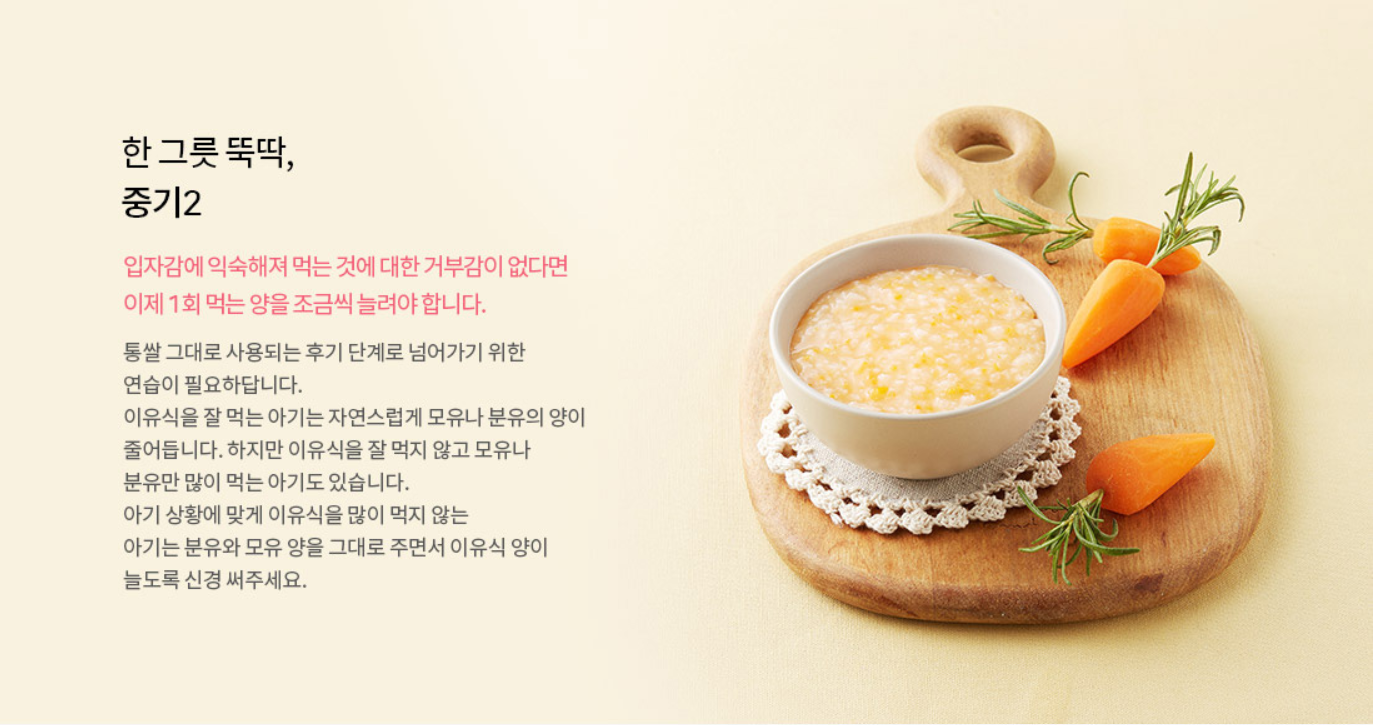 한 그릇 뚝딱,
중기2
입자감에 익숙해져 먹는 것에 대한 거부감이 없다면
이제 1회 먹는 양을 조금씩 늘려야 합니다.
통쌀 그대로 사용되는 후기 단계로 넘어가기 위한
연습이 필요하답니다.
이유식을 잘 먹는 아기는 자연스럽게 모유나 분유의 양이
줄어듭니다. 하지만 이유식을 잘 먹지 않고 모유나
분유만 많이 먹는 아기도 있습니다.
아기 상황에 맞게 이유식을 많이 먹지 않는
아기는 분유와 모유 양을 그대로 주면서 이유식 양이
늘도록 신경 써주세요.